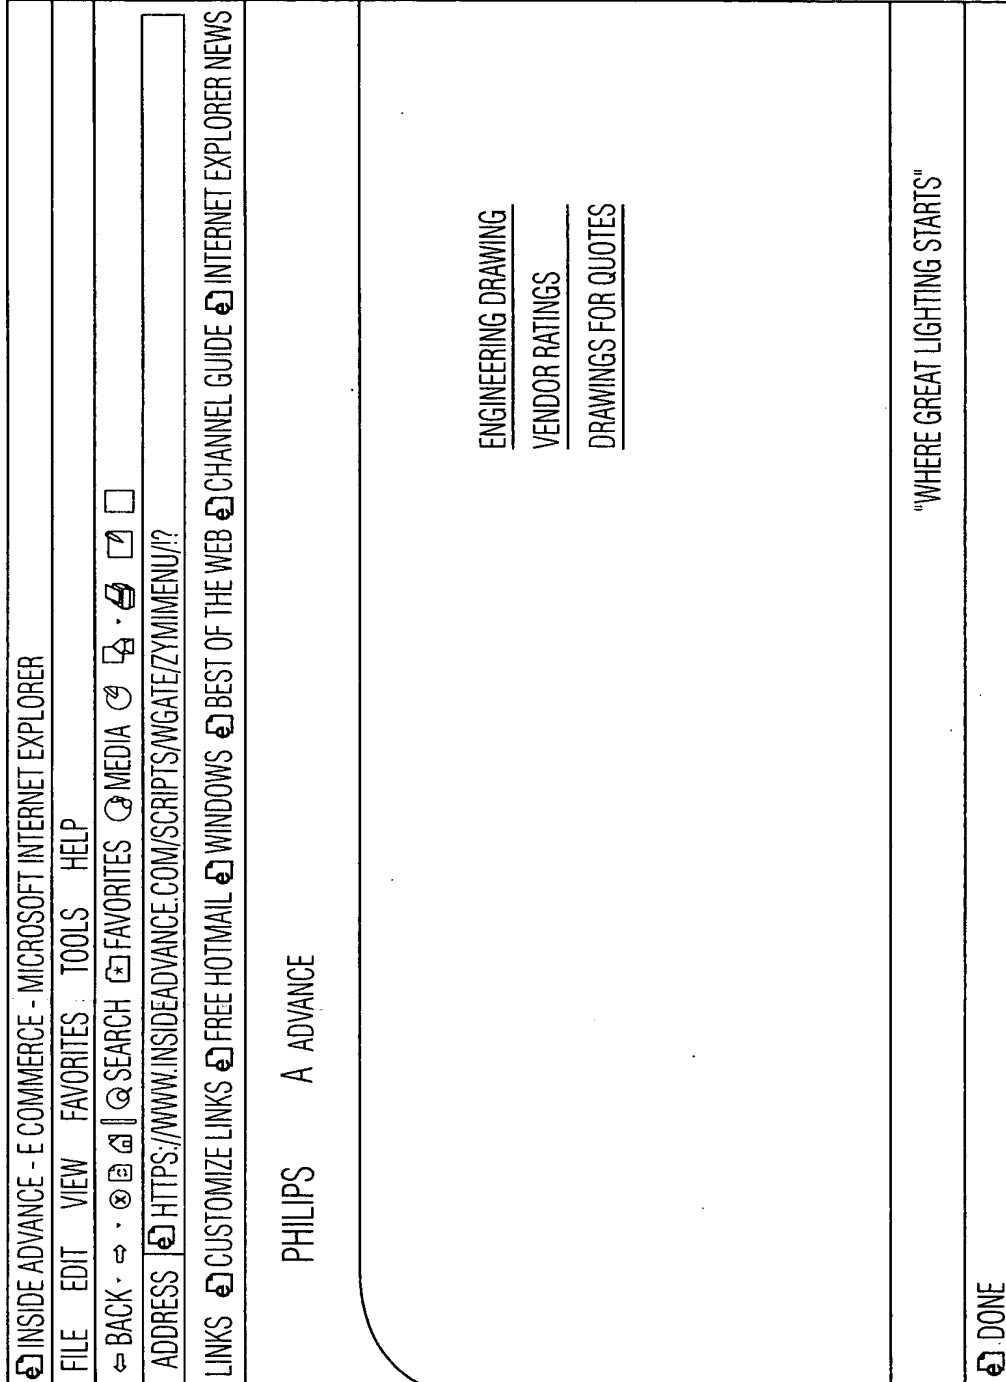 INSIDE ADVANCE - E COMMERCE - MICROSOFT INTERNET EXPLORER
FILE EDIT VIEW FAVORITES TOOLS HELP
BACK SEARCH FAVORITES MEDIA
ADDRESS HTTPS://WWW.INSIDEADVANCE.COM/SCRIPTS/WGATE/ZYMIMENU/!?
LINKS CUSTOMIZE LINKS FREE HOTMAIL WINDOWS BEST OF THE WEB CHANNEL GUIDE INTERNET EXPLORER NEWS
PHILIPS A ADVANCE
ENGINEERING DRAWING
VENDOR RATINGS
DRAWINGS FOR QUOTES
"WHERE GREAT LIGHTING STARTS"
DONE